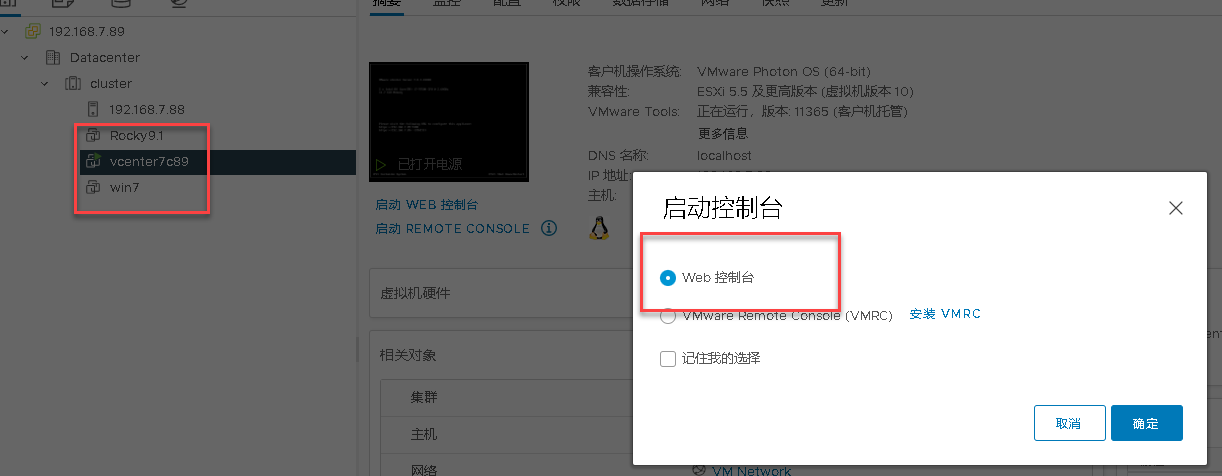 摘要 监控 配置 权限 数据存储 网络 快照 更新
192.168.7.89
Datacenter
cluster
192.168.7.88
Rocky9.1
vcenter7c89
win7
已打开电源
启动 WEB 控制台
启动 REMOTE CONSOLE
客户机操作系统: VMware Photon OS (64-bit)
兼容性: ESXi 5.5 及更高版本 (虚拟机版本 10)
VMware Tools: 正在运行，版本: 11365 (客户机托管)
更多信息
DNS 名称: localhost
IP 地址:
主机:
虚拟机硬件
相关对象
集群
主机
网络
VM Network
启动控制台
Web 控制台
VMware Remote Console (VMRC) 安装 VMRC
记住我的选择
取消 确定